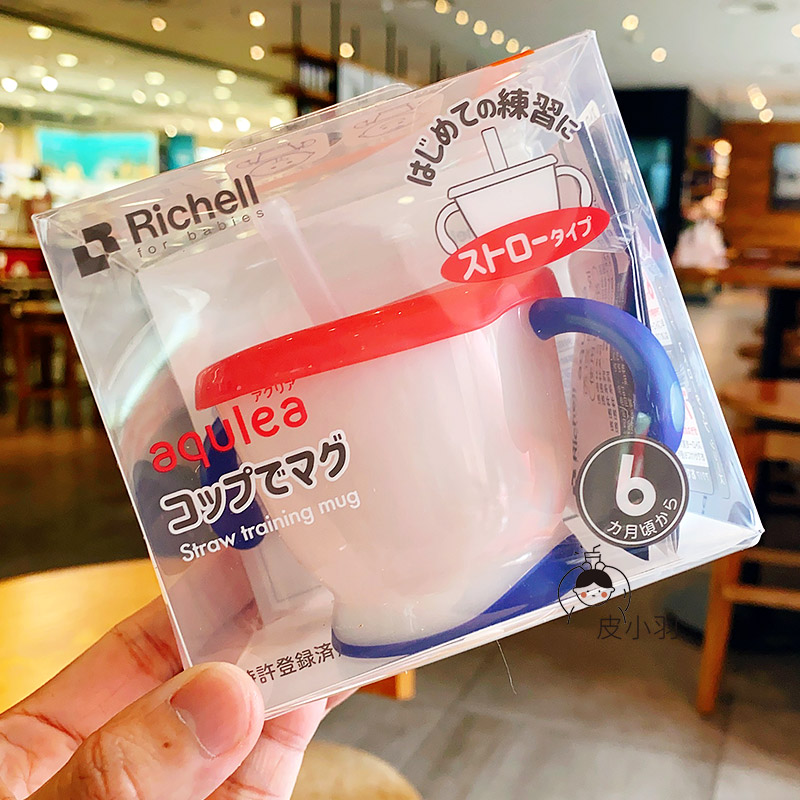 Richell
for babies
はじめての練習に
ストロータイプ
アクリア
aqulea
コップでマグ
Straw training mug
6
カ月頃から
皮小羽
特許登録済